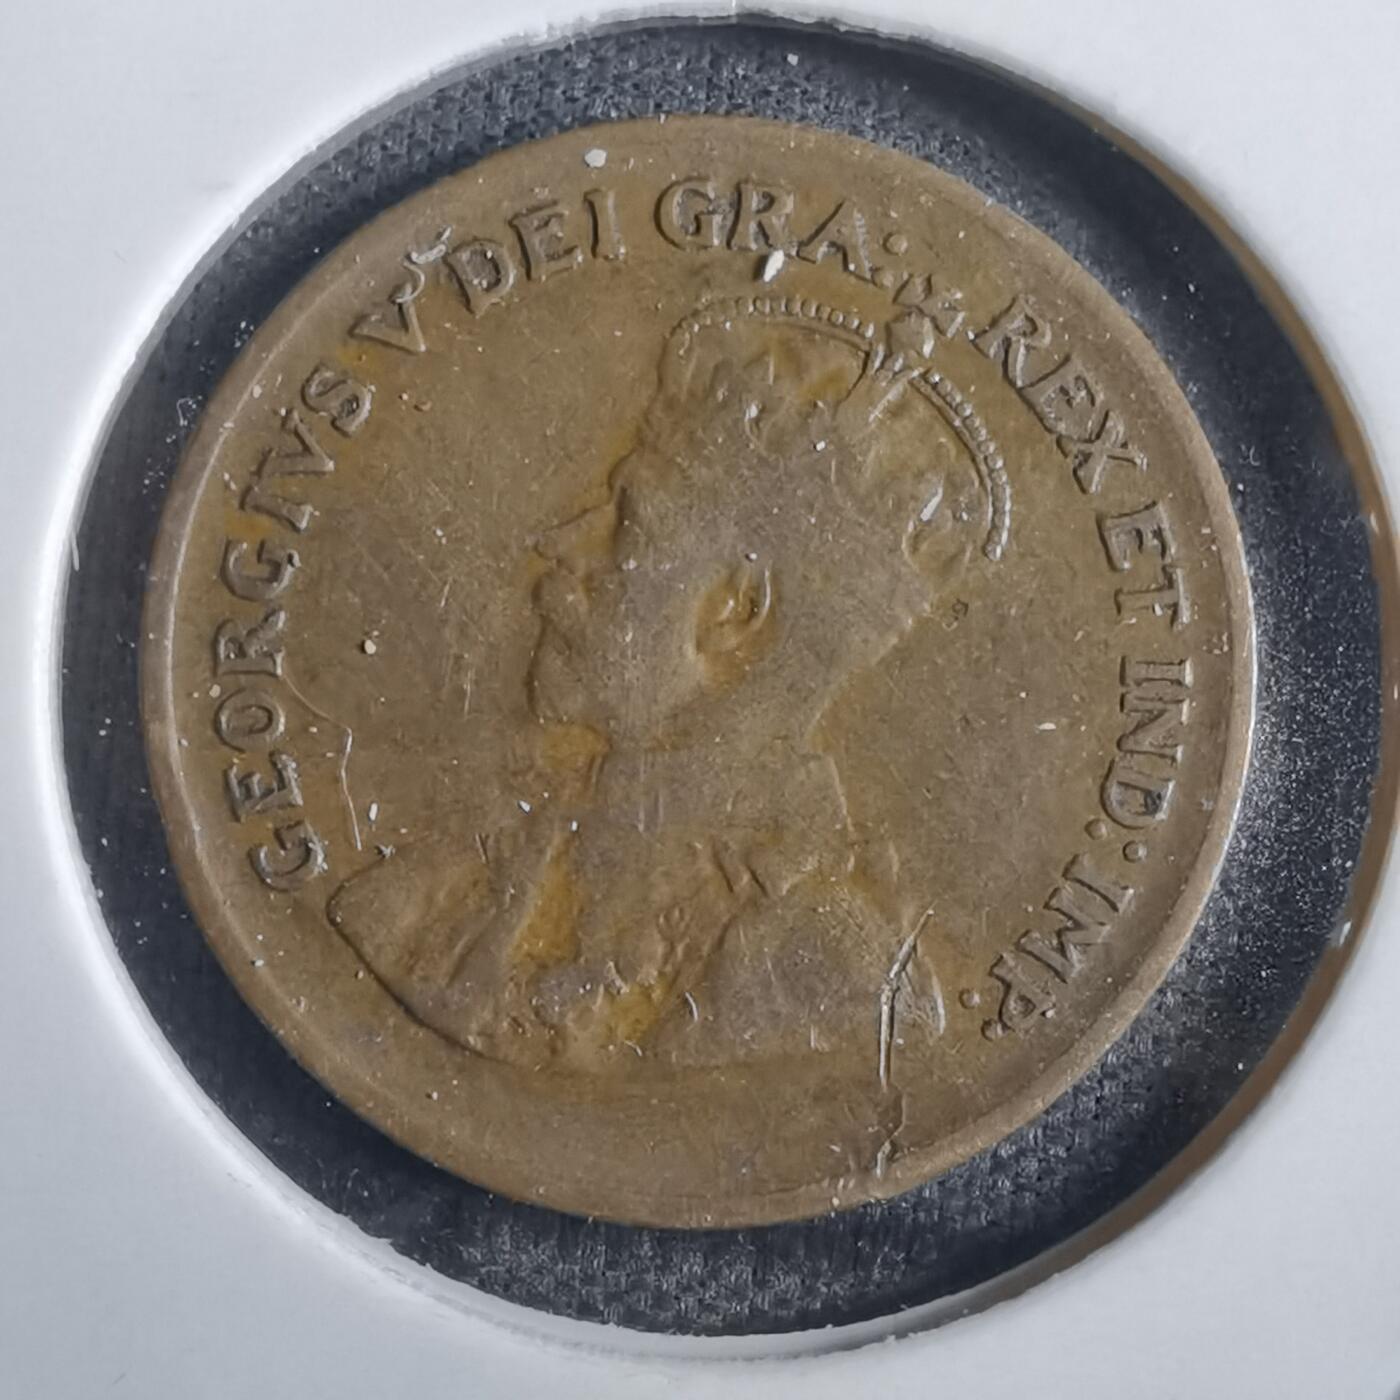 GEORGIVS V DEI GRA: REX ET IND: IMP: